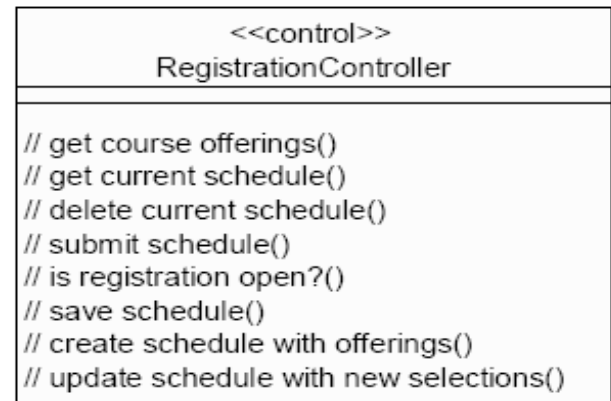 <<control>>
RegistrationController
// get course offerings()
// get current schedule()
// delete current schedule()
// submit schedule()
// is registration open?()
// save schedule()
// create schedule with offerings()
// update schedule with new selections()